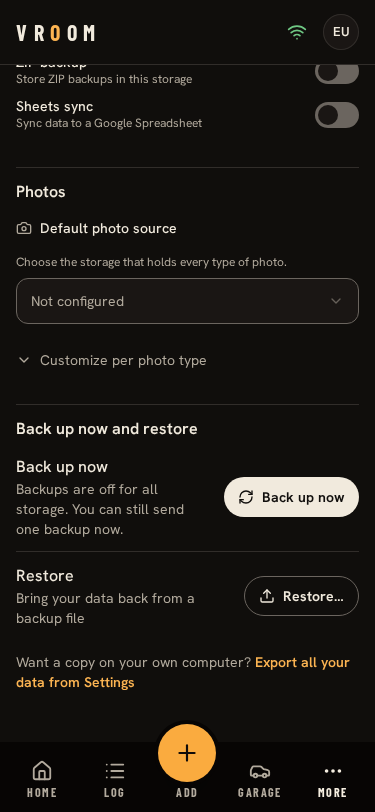 VROOM
EU
ZIP backup
Store ZIP backups in this storage
Sheets sync
Sync data to a Google Spreadsheet
Photos
Default photo source
Choose the storage that holds every type of photo.
Not configured
Customize per photo type
Back up now and restore
Back up now
Backups are off for all
storage. You can still send
one backup now.
Back up now
Restore
Bring your data back from a
backup file
Restore...
Want a copy on your own computer? Export all your
data from Settings
HOME
LOG
ADD
GARAGE
MORE